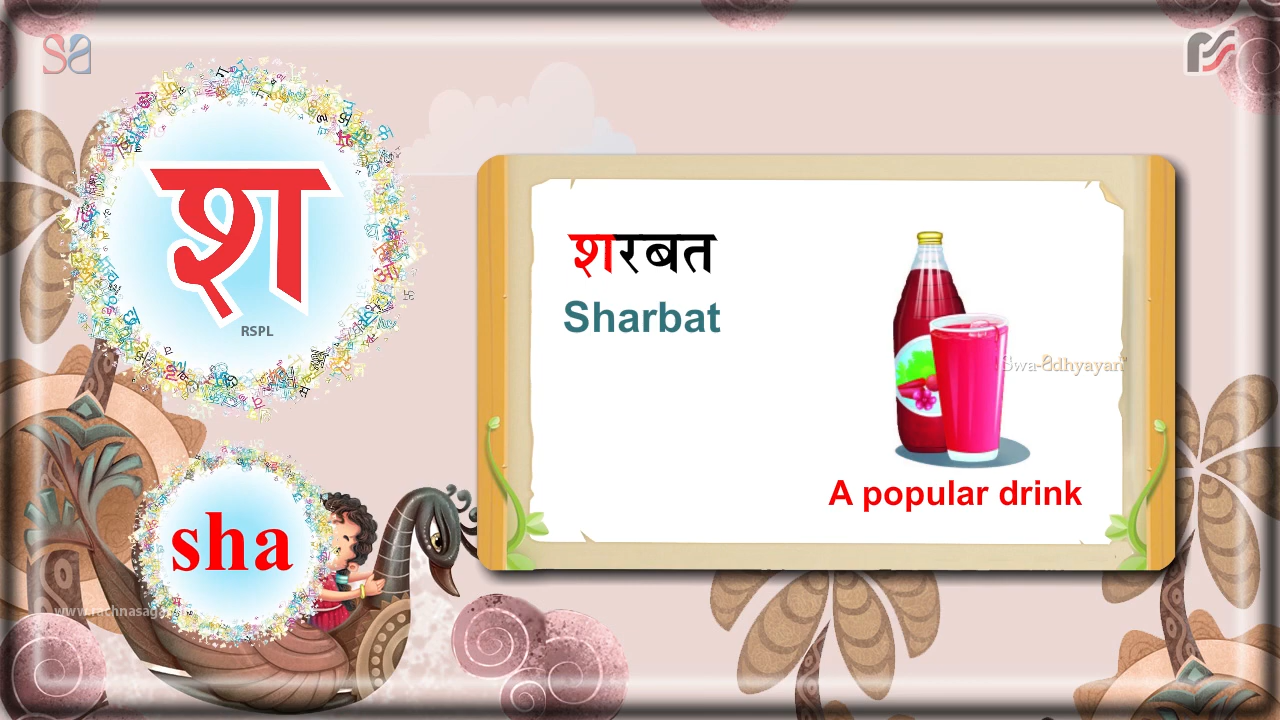 श
RSPL
sha
शरबत
Sharbat
Swa-adhyayan
A popular drink